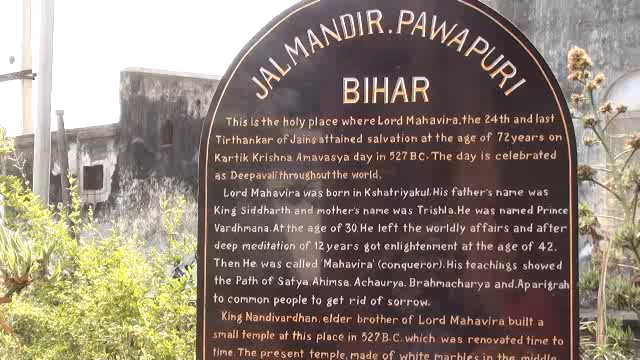 JALMANDIR. PAWAPURI
BIHAR
This is the holy place where Lord Mahavira, the 24th and last
Tirthankar of Jains attained salvation at the age of 72 years on
Kartik Krishna Amavasya day in 527 B.C. The day is celebrated
as Deepavali throughout the world.
Lord Mahavira was born in Kshatriyakul. His father's name was
King Siddharth and mother's name was Trishla. He was named Prince
Vardhmana. At the age of 30. He left the worldly affairs and after
deep meditation of 12 years got enlightenment at the age of 42.
Then He was called 'Mahavira' (conqueror). His teachings showed
the Path of Satya. Ahimsa. Achaurya. Brahmacharya and. Aparigrah
to common people to get rid of sorrow.
King Nandivardhan. elder brother of Lord Mahavira built a
small temple at this place in 527 B.C. which was renovated time to
time. The present temple, made of white marbles in the middle